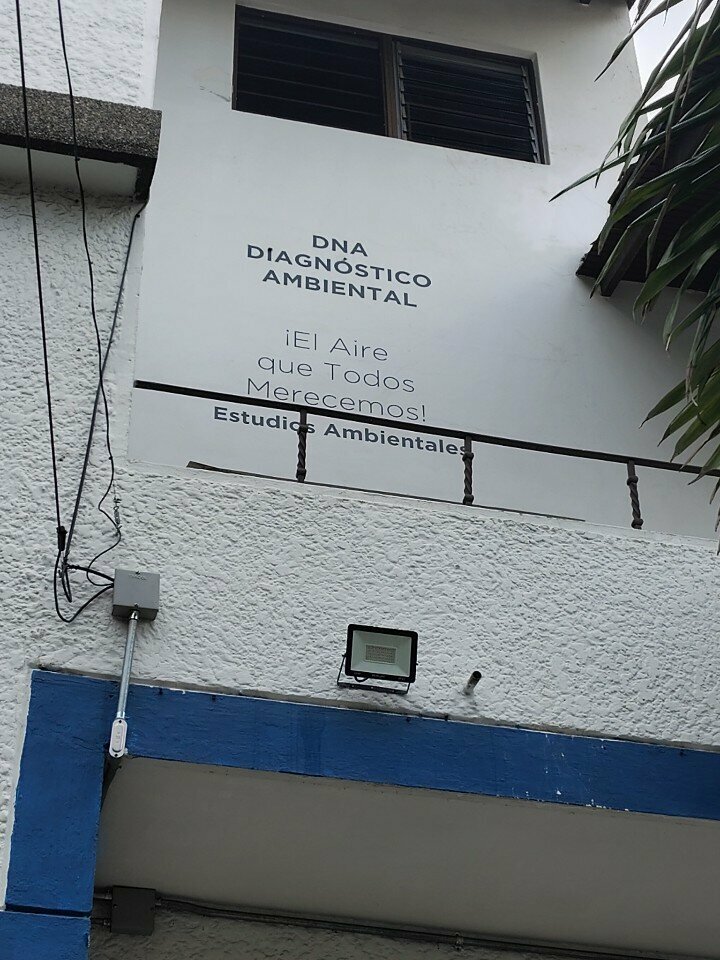 DNA
DIAGNÓSTICO
AMBIENTAL
¡El Aire
que Todos
Merecemos!
Estudios Ambientales